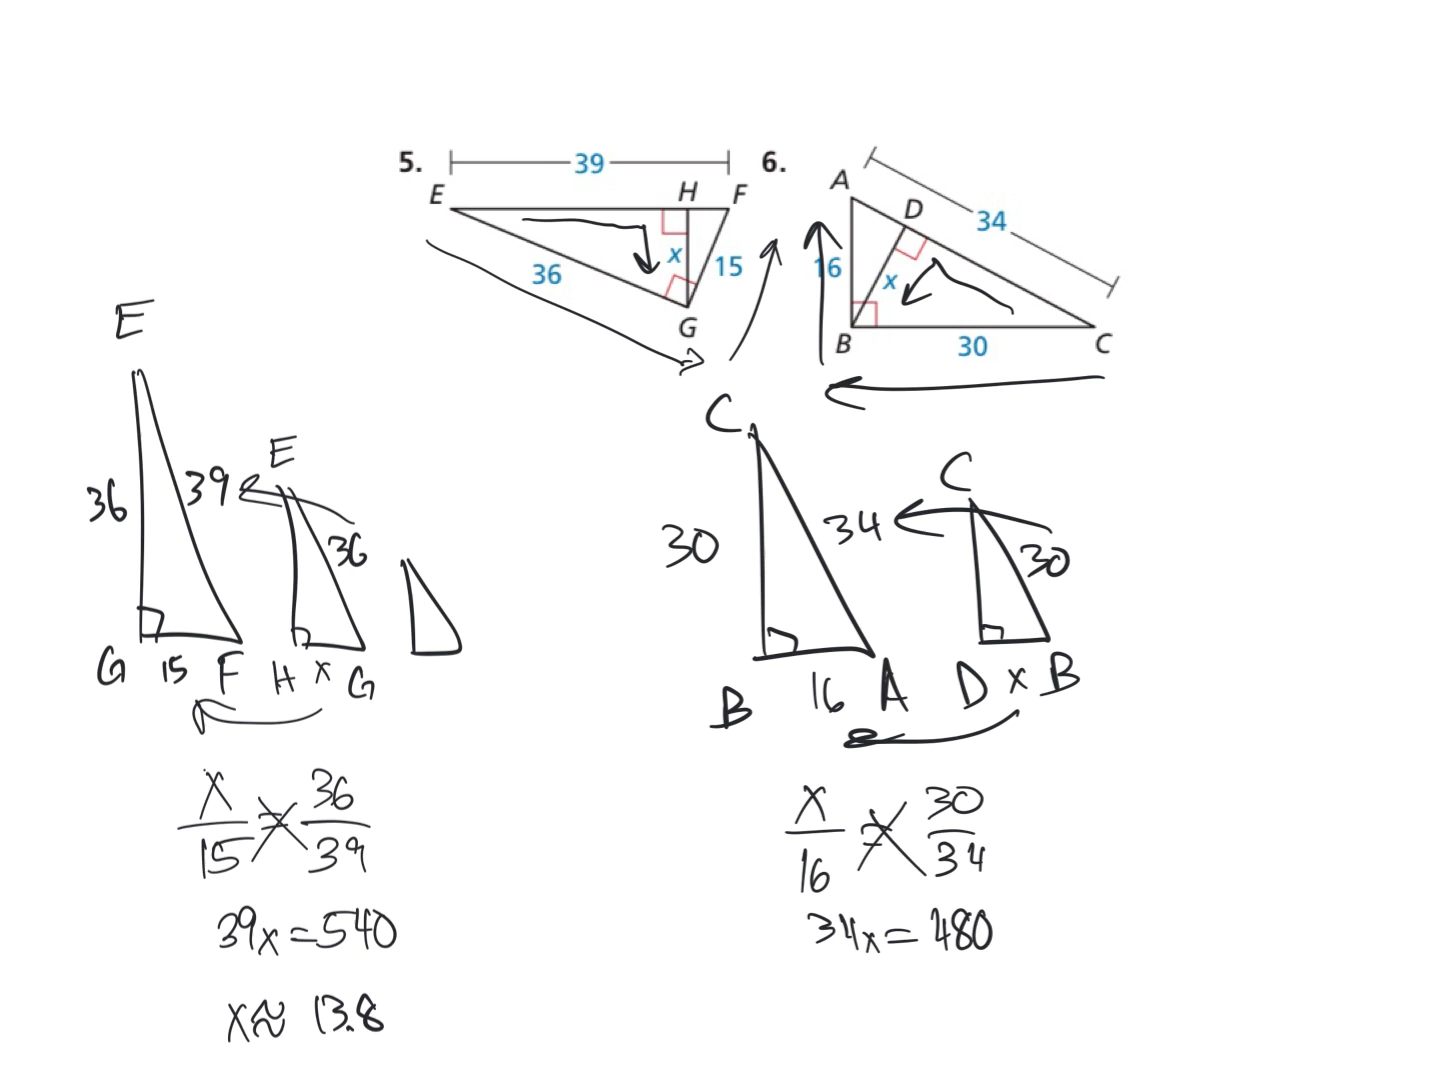 5.
39
6.
E
H
F
x
36
15
G
A
D
34
16
x
B
30
C
E
36
39
E
36
G 15 F H x G
x/15 = 36/39
39x = 540
x ≈ 13.8
C
30
34
C
30
B 16 A D x B
x/16 = 30/34
34x = 480